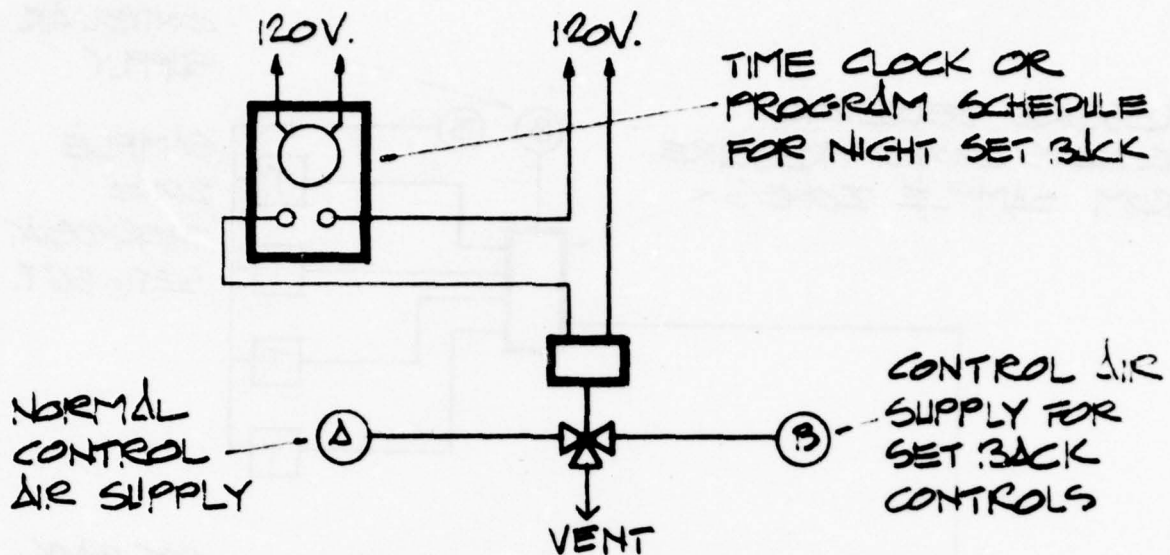 120V.
120V.
TIME CLOCK OR
PROGRAM SCHEDULE
FOR NIGHT SET BACK
NORMAL
CONTROL
AIR SUPPLY
A
B
CONTROL AIR
SUPPLY FOR
SET BACK
CONTROLS
VENT